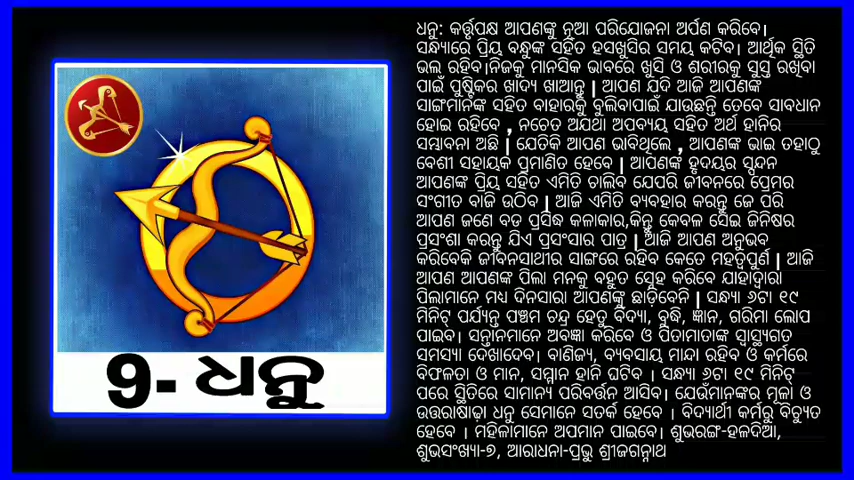 ଧନୁ: କର୍ତ୍ତୃପକ୍ଷ ଆପଣଙ୍କୁ ନୂଆ ପରିଯୋଜନା ଅର୍ପଣ କରିବେ।
ସନ୍ଧ୍ୟାରେ ପ୍ରିୟ ବନ୍ଧୁଙ୍କ ସହିତ ହସଖୁସିର ସମୟ କଟିବ। ଆର୍ଥିକ ସ୍ଥିତି
ଭଲ ରହିବ।ନିଜକୁ ମାନସିକ ଭାବରେ ଖୁସି ଓ ଶରୀରକୁ ସୁସ୍ତ ରଖିବା
ପାଇଁ ପୁଷ୍ଟିକର ଖାଦ୍ୟ ଖାଆନ୍ତୁ | ଆପଣ ଯଦି ଆଜି ଆପଣଙ୍କ
ସାଙ୍ଗମାନଙ୍କ ସହିତ ବାହାରକୁ ବୁଲିବାପାଇଁ ଯାଉଛନ୍ତି ତେବେ ସାବଧାନ
ହୋଇ ରହିବେ , ନଚେତ ଅଯଥା ଅପବ୍ୟୟ ସହିତ ଅର୍ଥ ହାନିର
ସମ୍ଭାବନା ଅଛି | ଯେତିକି ଆପଣ ଭାବିଥିଲେ , ଆପଣଙ୍କ ଭାଇ ତହାଠୁ
ବେଶୀ ସହାୟକ ପ୍ରମାଣିତ ହେବେ | ଆପଣଙ୍କ ହୃଦୟର ସ୍ପନ୍ଦନ
ଆପଣଙ୍କ ପ୍ରିୟ ସହିତ ଏମିତି ଚାଲିବ ଯେପରି ଜୀବନରେ ପ୍ରେମର
ସଂଗୀତ ବାଜି ଉଠିବ | ଆଜି ଏମିତି ବ୍ୟବହାର କରନ୍ତୁ ଜେ ପରି
ଆପଣ ଜଣେ ବଡ଼ ପ୍ରସିଦ୍ଧ କଳାକାର,କିନ୍ତୁ କେବଳ ସେଇ ଜିନିଷର
ପ୍ରସଂଶା କରନ୍ତୁ ଯିଏ ପ୍ରସଂସାର ପାତ୍ର | ଆଜି ଆପଣ ଅନୁଭବ
କରିବେକି ଜୀବନସାଥୀର ସାଙ୍ଗରେ ରହିବ କେତେ ମହତ୍ୱପୂର୍ଣ | ଆଜି
ଆପଣ ଆପଣଙ୍କ ପିଲା ମନକୁ ବହୁତ ସ୍ନେହ କରିବେ ଯାହାଦ୍ୱାରା
ପିଲାମାନେ ମଧ୍ୟ ଦିନସାରା ଆପଣଙ୍କୁ ଛାଡ଼ିବେନି | ସନ୍ଧ୍ୟା ୬ଟା ୧୯
ମିନିଟ୍ ପର୍ଯ୍ୟନ୍ତ ପଞ୍ଚମ ଚନ୍ଦ୍ର ହେତୁ ବିଦ୍ୟା, ବୁଦ୍ଧି, ଜ୍ଞାନ, ଗରିମା ଲୋପ
ପାଇବ। ସନ୍ତାନମାନେ ଅବଜ୍ଞା କରିବେ ଓ ପିତାମାତାଙ୍କ ସ୍ୱାସ୍ଥ୍ୟଗତ
ସମସ୍ୟା ଦେଖାଦେବ। ବାଣିଜ୍ୟ, ବ୍ୟବସାୟ ମାନ୍ଦା ରହିବ ଓ କର୍ମରେ
ବିଫଳତା ଓ ମାନ, ସମ୍ମାନ ହାନି ଘଟିବ । ସନ୍ଧ୍ୟା ୬ଟା ୧୯ ମିନିଟ୍
ପରେ ସ୍ଥିତିରେ ସାମାନ୍ୟ ପରିବର୍ତ୍ତନ ଆସିବ। ଯେଉଁମାନଙ୍କର ମୂଳା ଓ
ଉତ୍ତରାଷାଢ଼ା ଧନୁ ସେମାନେ ସତର୍କ ହେବେ । ବିଦ୍ୟାର୍ଥୀ କର୍ମରୁ ବିଚ୍ୟୁତ
ହେବେ । ମହିଳାମାନେ ଅପମାନ ପାଇବେ। ଶୁଭରଙ୍ଗ-ହଳଦିଆ,
ଶୁଭସଂଖ୍ୟା-୭, ଆରାଧନା-ପ୍ରଭୁ ଶ୍ରୀଜଗନ୍ନାଥ
9- ଧନୁ